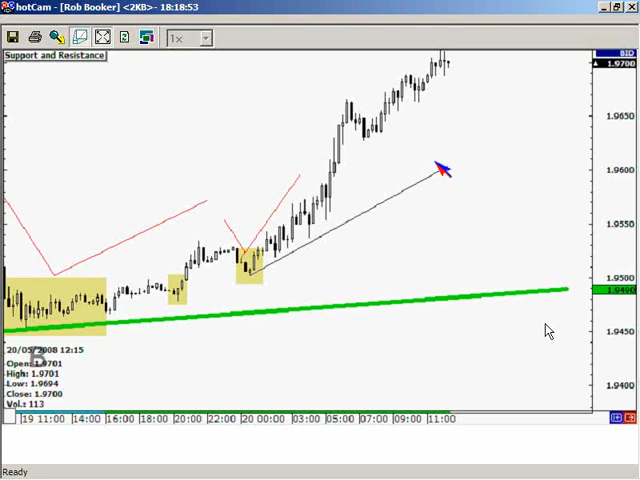 hotCam - [Rob Booker] <2KB>- 18:18:53
1x
Support and Resistance
BID
1.9700
1.9650
1.9600
1.9550
1.9500
1.9490
1.9450
1.9400
B
20/05/2008 12:15
Open: 1.9701
High: 1.9701
Low: 1.9694
Close: 1.9700
Vol.: 113
19 11:00 14:00 16:00 18:00 20:00 20 00:00 03:00 05:00 07:00 09:00 11:00
Ready